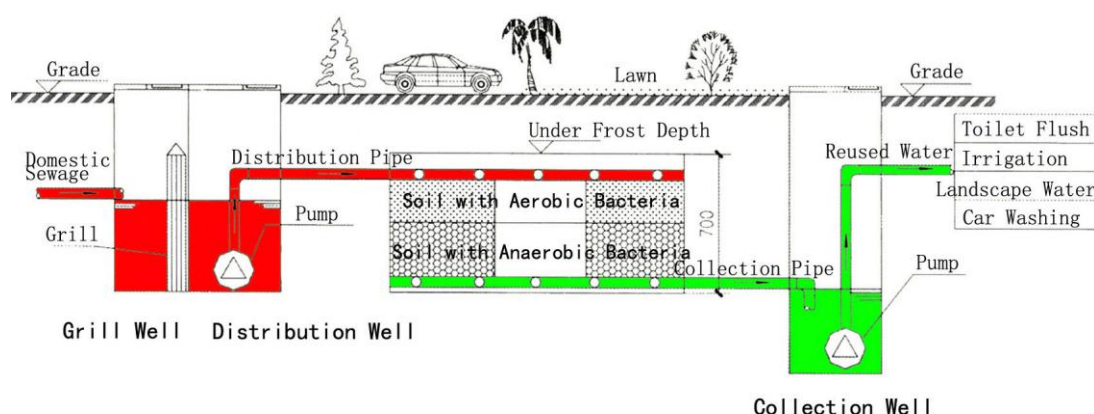 Grade
Lawn
Grade
Under Frost Depth
Toilet Flush
Domestic
Sewage
Distribution Pipe
Reused Water
Irrigation
Soil with Aerobic Bacteria
Landscape Water
Pump
Car Washing
Grill
700
Soil with Anaerobic Bacteria
Collection Pipe
Pump
Grill Well
Distribution Well
Collection Well